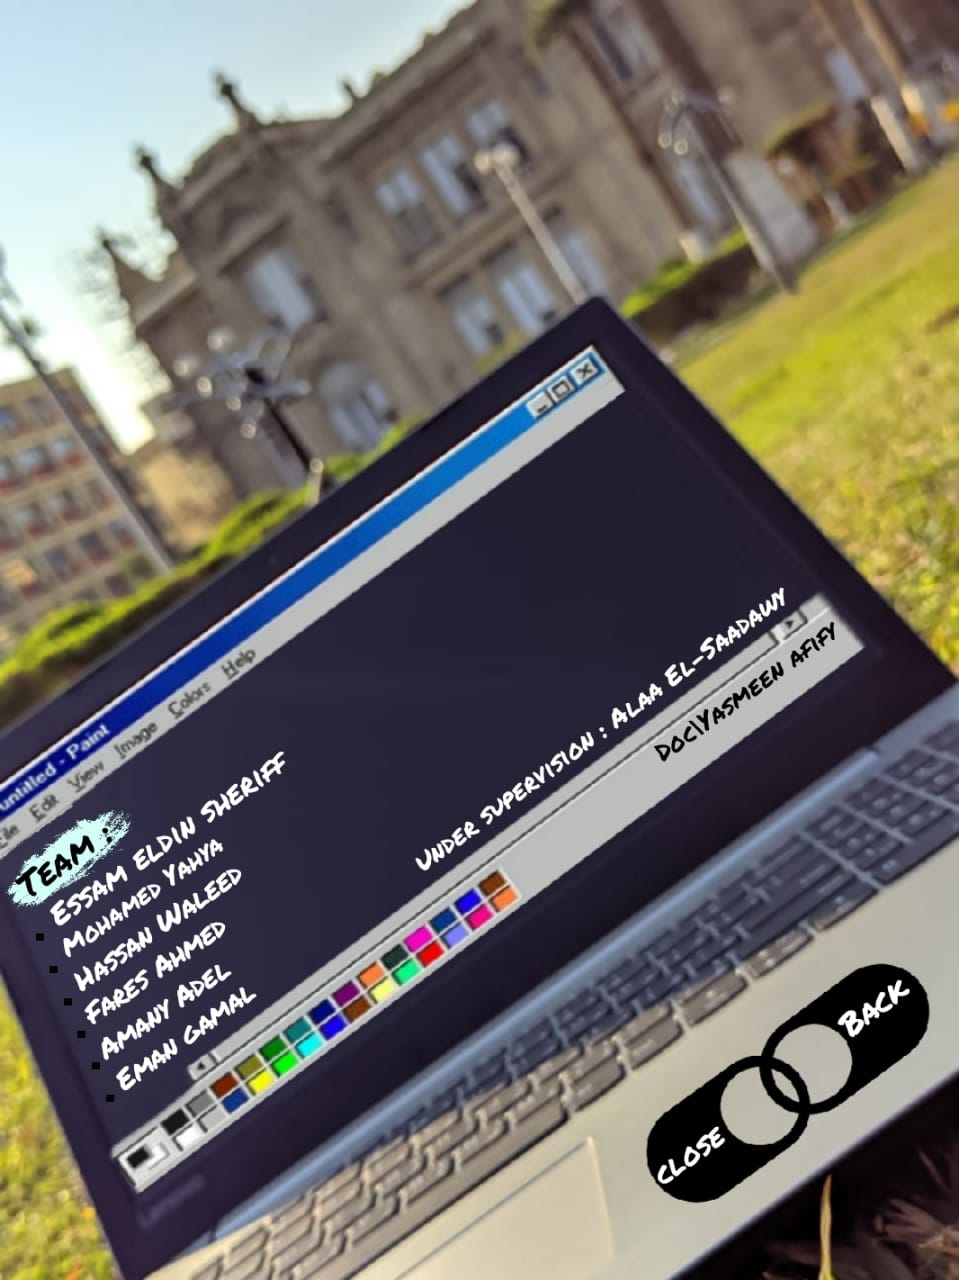 untitled - Paint
File Edit View Image Colors Help
Team :
Essam eldin sheriff
Mohamed Yahya
Hassan Waleed
Fares Ahmed
Amany Adel
Eman gamal
Under supervision : Alaa El-Saadawy
Doc\Yasmeen afify
Back
close